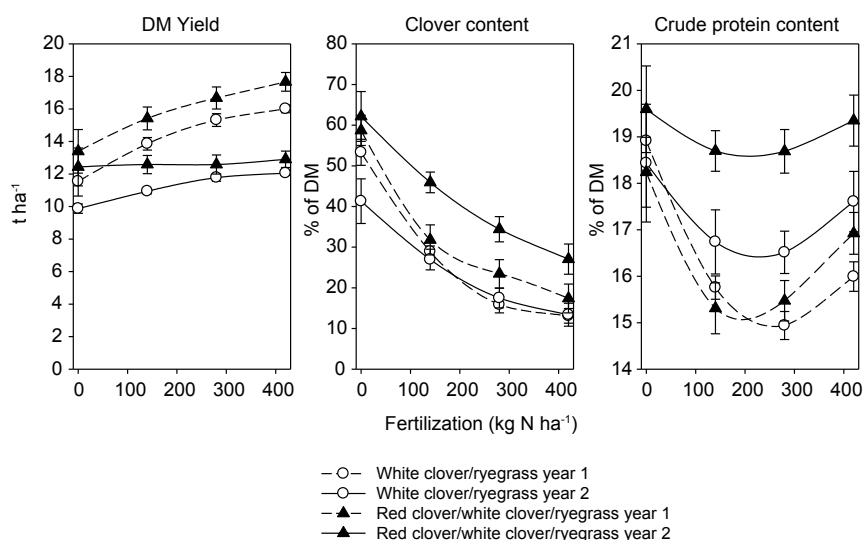 DM Yield
Clover content
Crude protein content
20
18
16
14
12
10
8
6
4
2
0
t ha⁻¹
0 100 200 300 400
80
70
60
50
40
30
20
10
0
% of DM
0 100 200 300 400
21
20
19
18
17
16
15
14
% of DM
0 100 200 300 400
Fertilization (kg N ha⁻¹)
White clover/ryegrass year 1
White clover/ryegrass year 2
Red clover/white clover/ryegrass year 1
Red clover/white clover/ryegrass year 2